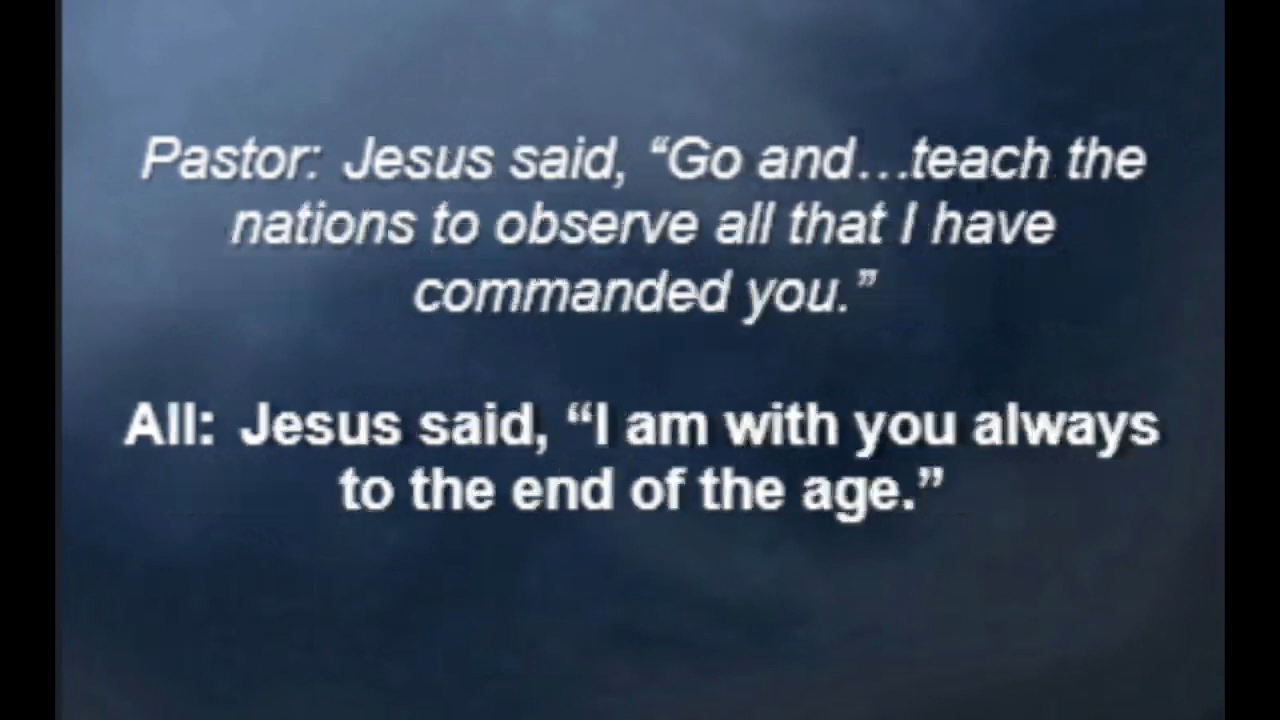 Pastor: Jesus said, “Go and…teach the
nations to observe all that I have
commanded you.”
All: Jesus said, “I am with you always
to the end of the age.”